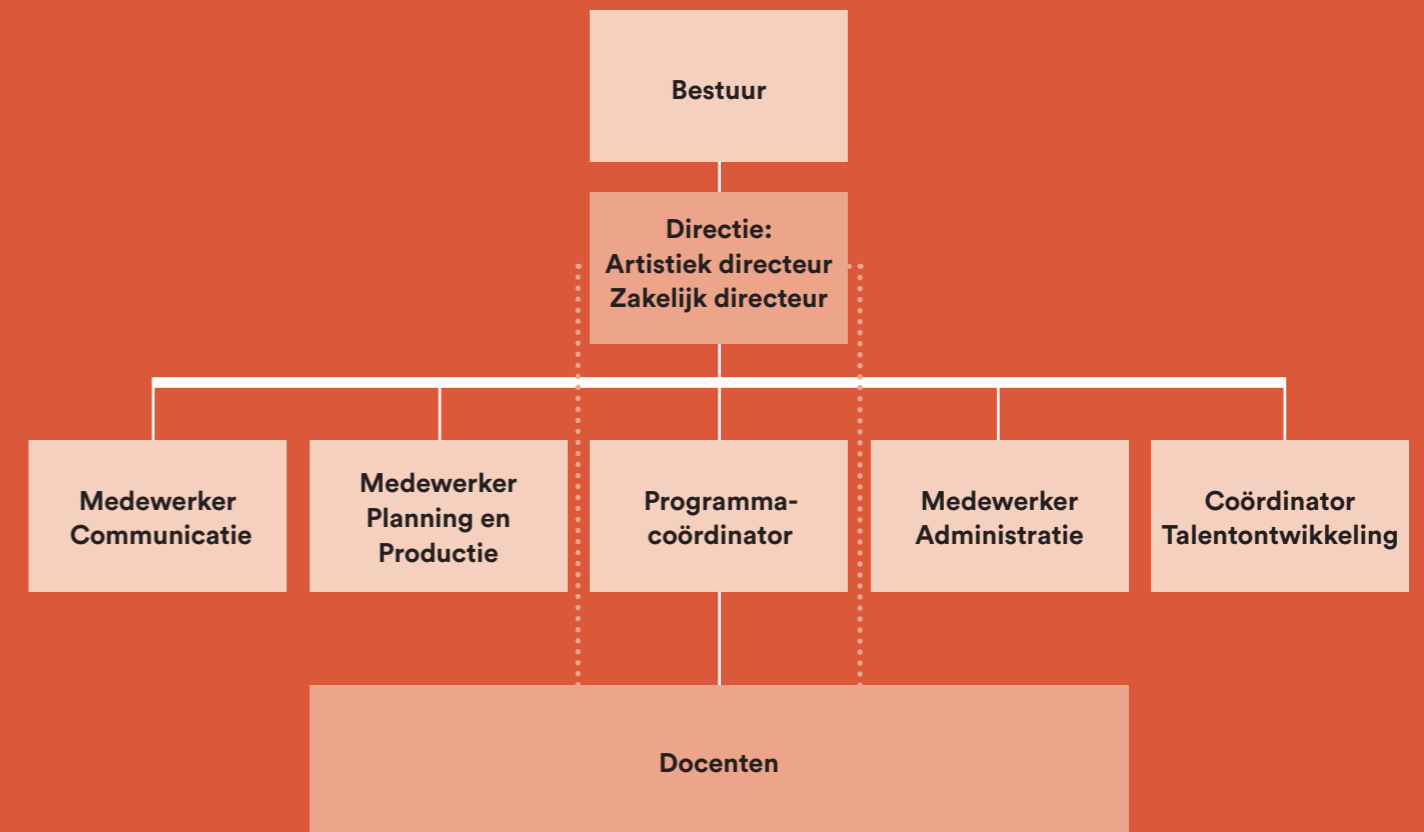 Bestuur
Directie:
Artistiek directeur
Zakelijk directeur
Medewerker
Communicatie
Medewerker
Planning en
Productie
Programma-
coördinator
Medewerker
Administratie
Coördinator
Talentontwikkeling
Docenten